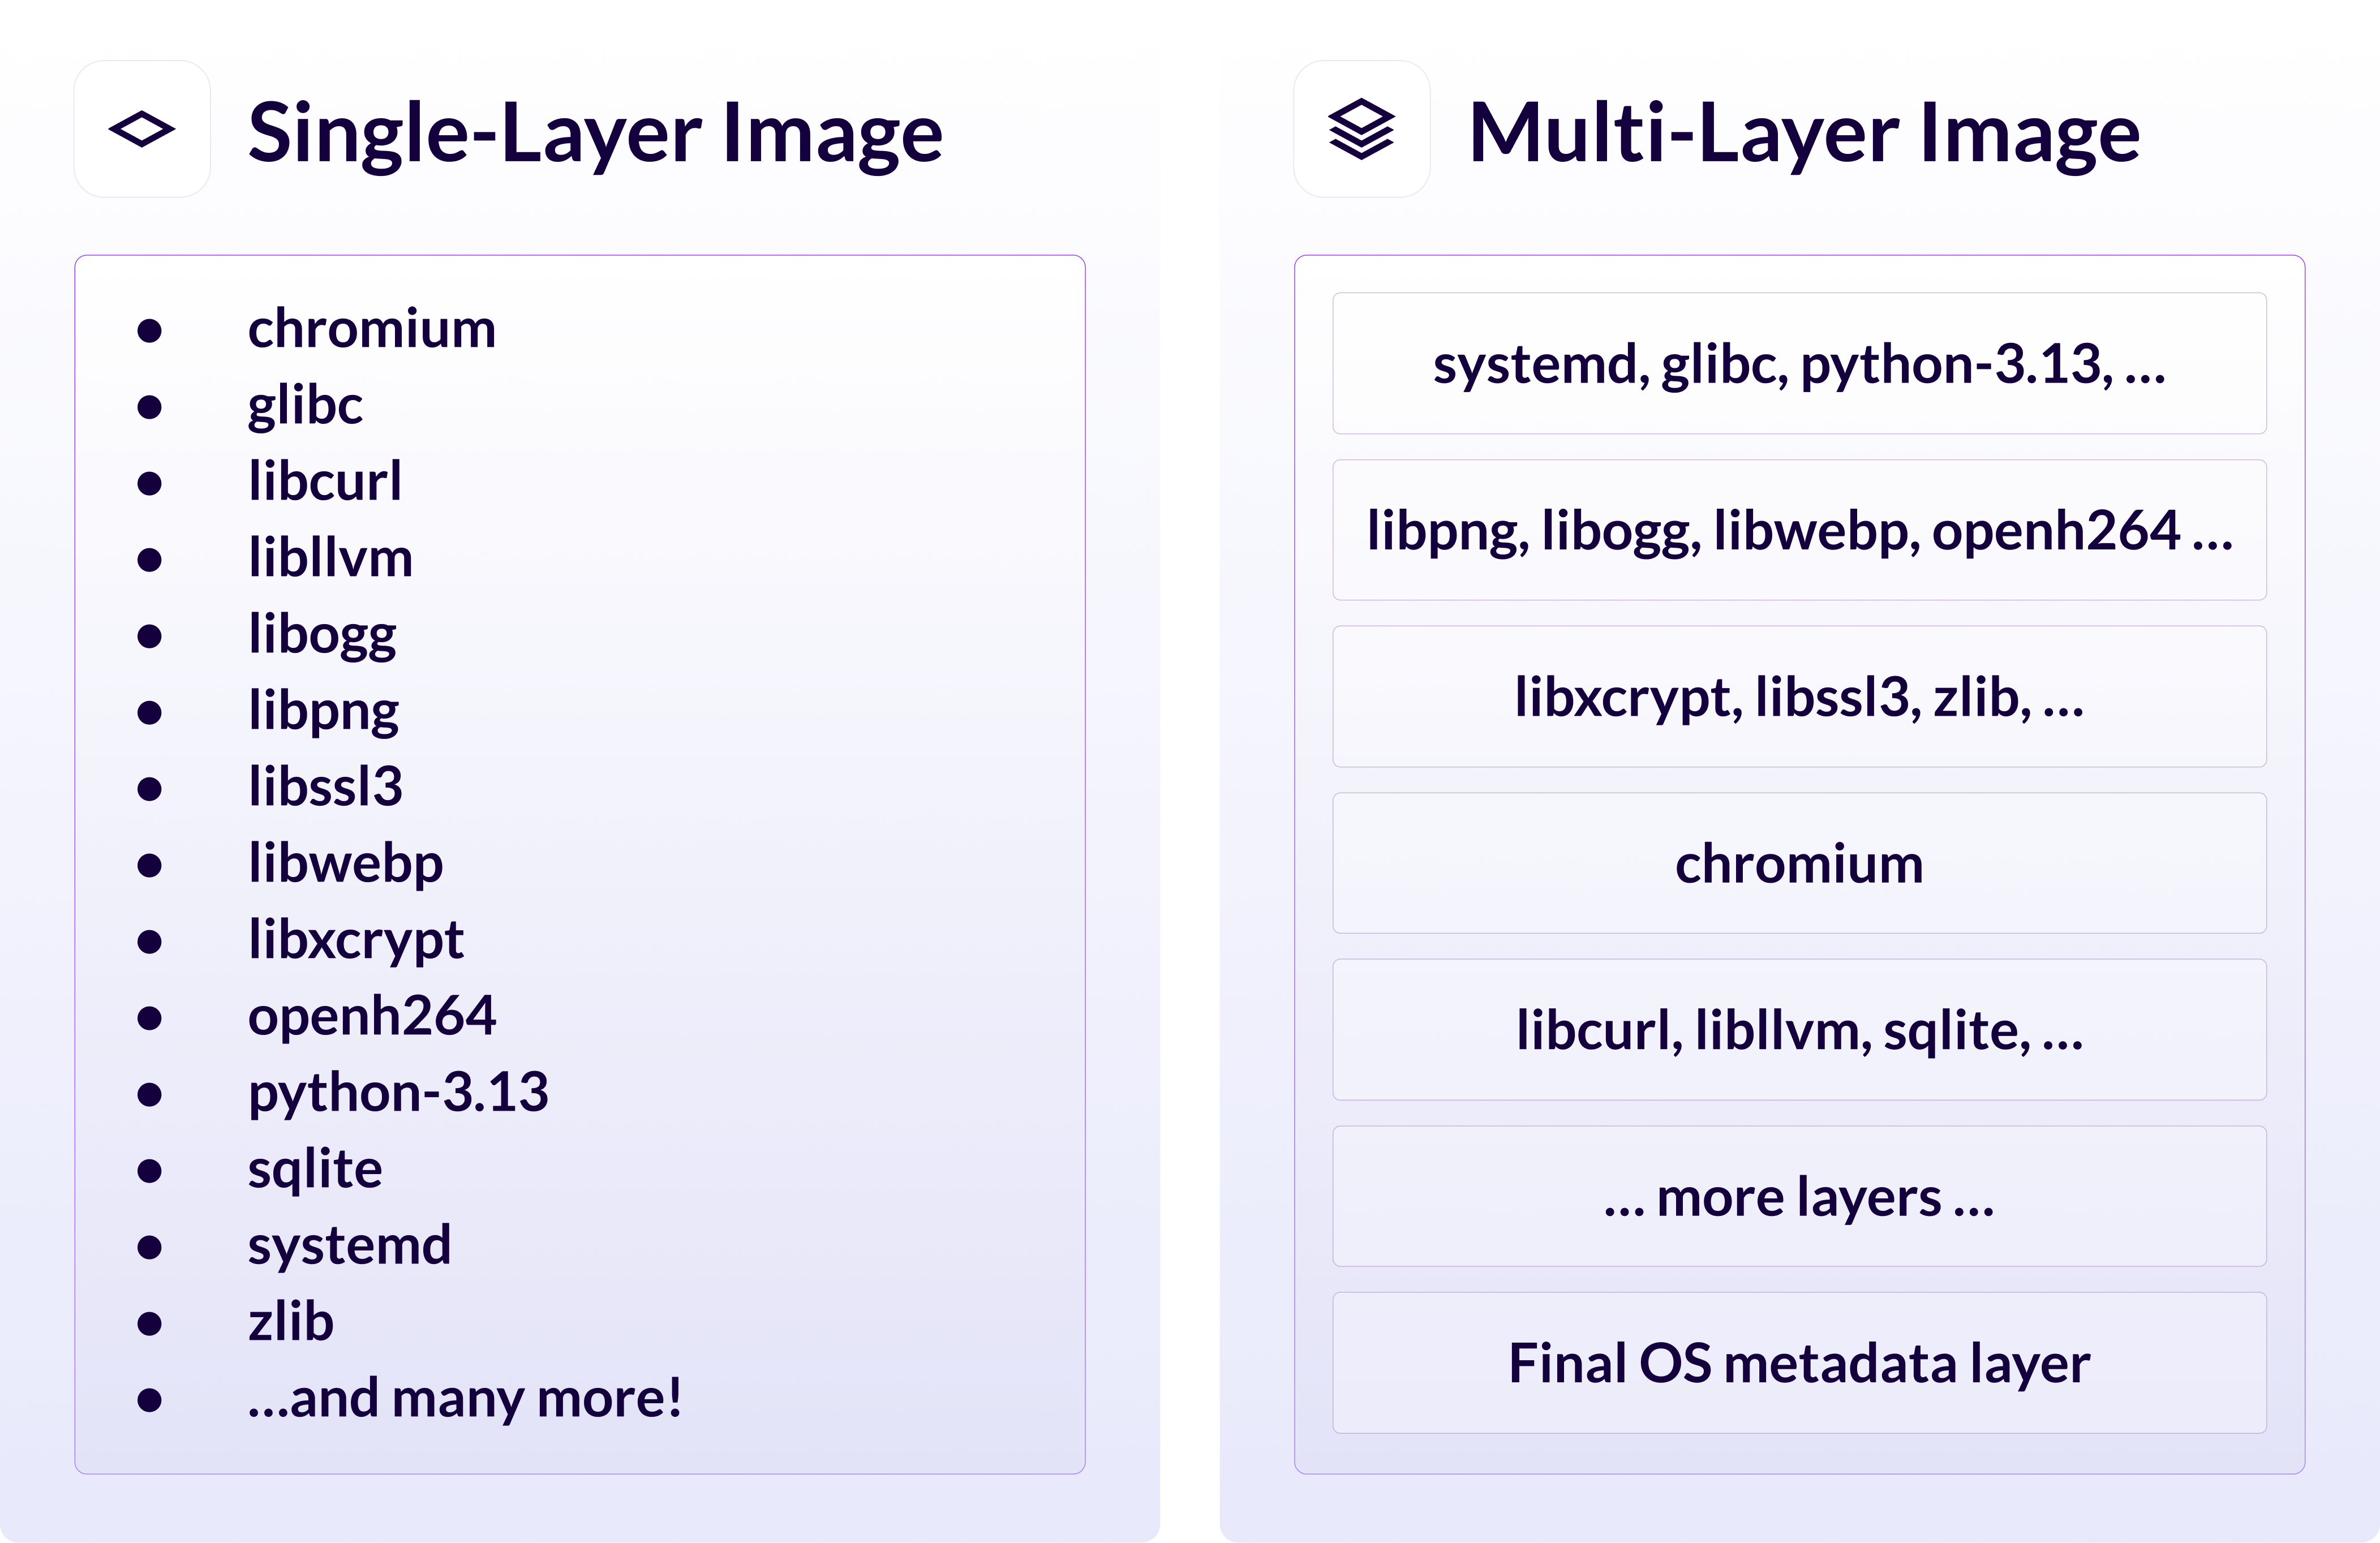 Single-Layer Image
● chromium
● glibc
● libcurl
● libllvm
● libogg
● libpng
● libssl3
● libwebp
● libxcrypt
● openh264
● python-3.13
● sqlite
● systemd
● zlib
● ...and many more!
Multi-Layer Image
systemd, glibc, python-3.13, ...
libpng, libogg, libwebp, openh264 ...
libxcrypt, libssl3, zlib, ...
chromium
libcurl, libllvm, sqlite, ...
... more layers ...
Final OS metadata layer